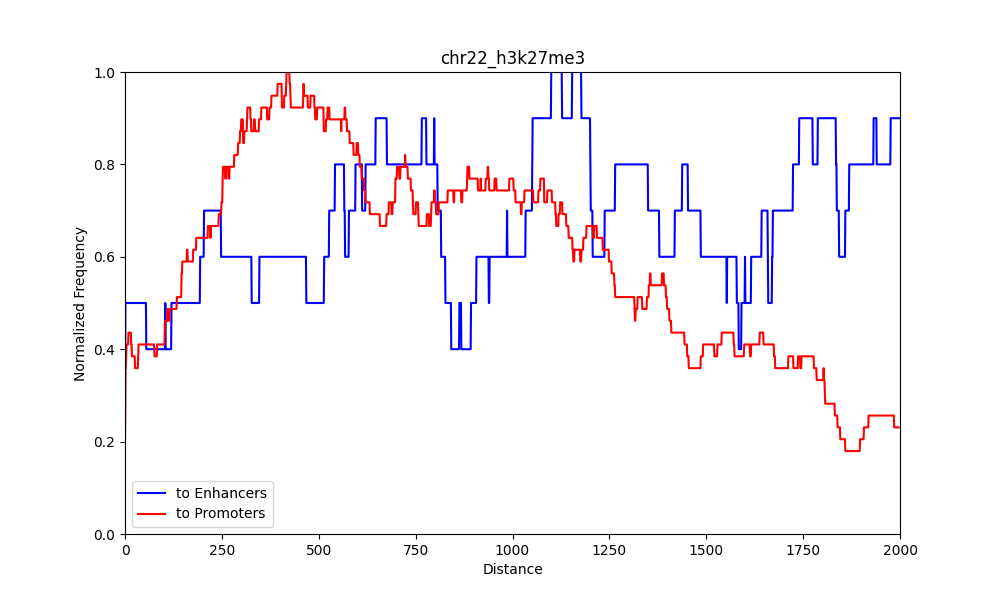 chr22_h3k27me3
Normalized Frequency
1.0
0.8
0.6
0.4
0.2
0.0
to Enhancers
to Promoters
0 250 500 750 1000 1250 1500 1750 2000
Distance